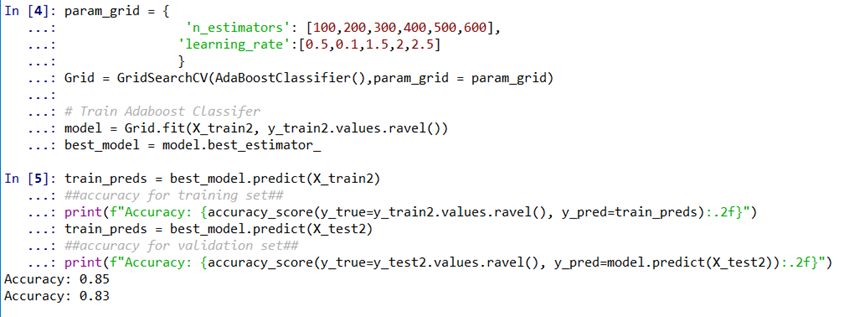 In [4]: param_grid = {
   ...:                 'n_estimators': [100,200,300,400,500,600],
   ...:                'learning_rate':[0.5,0.1,1.5,2,2.5]
   ...:                }
   ...: Grid = GridSearchCV(AdaBoostClassifier(),param_grid = param_grid)
   ...:
   ...: # Train Adaboost Classifer
   ...: model = Grid.fit(X_train2, y_train2.values.ravel())
   ...: best_model = model.best_estimator_
In [5]: train_preds = best_model.predict(X_train2)
   ...: ##accuracy for training set##
   ...: print(f"Accuracy: {accuracy_score(y_true=y_train2.values.ravel(), y_pred=train_preds):.2f}")
   ...: train_preds = best_model.predict(X_test2)
   ...: ##accuracy for validation set##
   ...: print(f"Accuracy: {accuracy_score(y_true=y_test2.values.ravel(), y_pred=model.predict(X_test2)):.2f}")
Accuracy: 0.85
Accuracy: 0.83